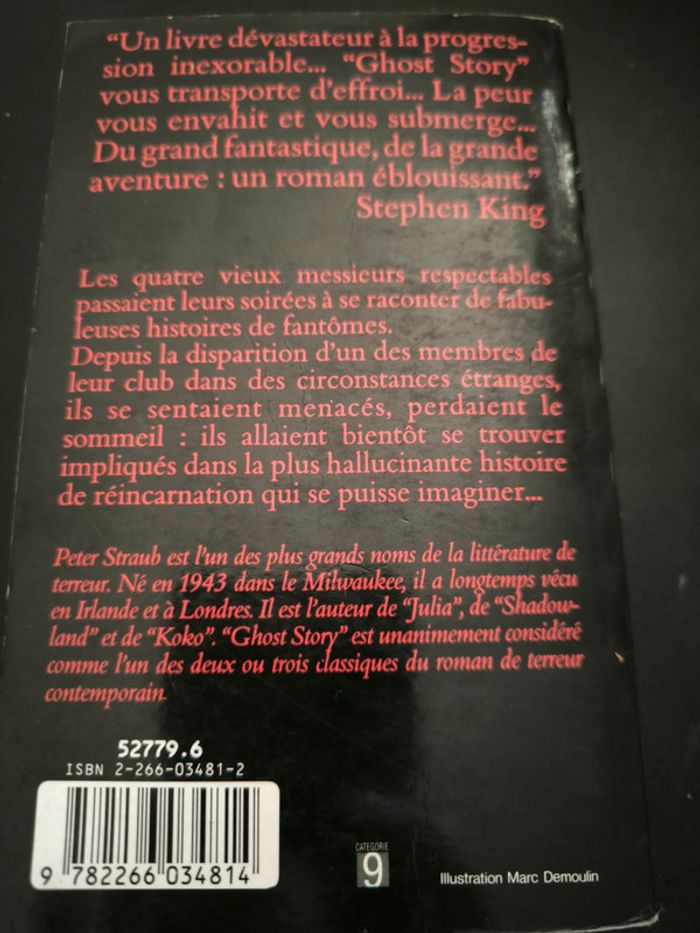 “Un livre dévastateur à la progres-
sion inexorable... “Ghost Story”
vous transporte d’effroi... La peur
vous envahit et vous submerge...
Du grand fantastique, de la grande
aventure : un roman éblouissant.”
Stephen King
Les quatre vieux messieurs respectables
passaient leurs soirées à se raconter de fabu-
leuses histoires de fantômes.
Depuis la disparition d’un des membres de
leur club dans des circonstances étranges,
ils se sentaient menacés, perdaient le
sommeil : ils allaient bientôt se trouver
impliqués dans la plus hallucinante histoire
de réincarnation qui se puisse imaginer...
Peter Straub est l’un des plus grands noms de la littérature de
terreur. Né en 1943 dans le Milwaukee, il a longtemps vécu
en Irlande et à Londres. Il est l’auteur de “Julia”, de “Shadow-
land” et de “Koko”. “Ghost Story” est unanimement considéré
comme l’un des deux ou trois classiques du roman de terreur
contemporain.
52779.6
ISBN 2-266-03481-2
9 782266 034814
CATEGORIE
9
Illustration Marc Demoulin